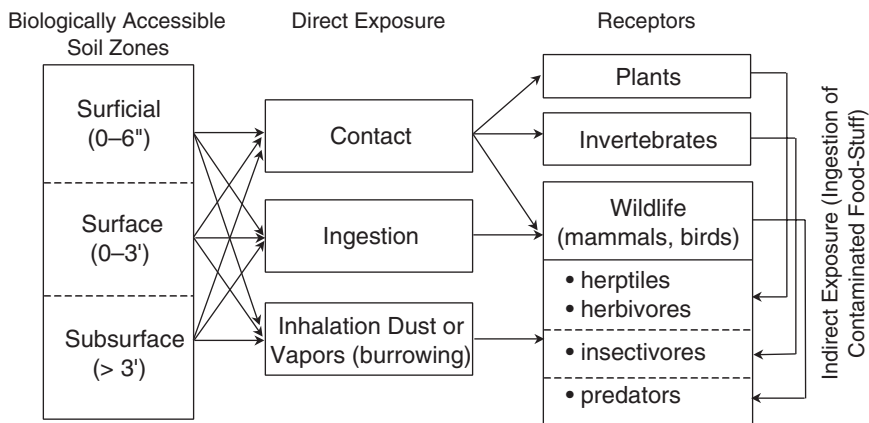 Biologically Accessible
Soil Zones
Direct Exposure
Receptors
Surficial
(0–6")
Surface
(0–3')
Subsurface
(> 3')
Contact
Ingestion
Inhalation Dust or
Vapors (burrowing)
Plants
Invertebrates
Wildlife
(mammals, birds)
• herptiles
• herbivores
• insectivores
• predators
Indirect Exposure (Ingestion of
Contaminated Food-Stuff)